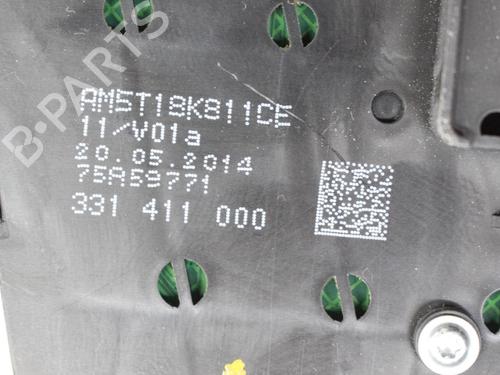 B-PARTS
AM5T18K811CE
11/V01a
20.05.2014
75A59771
331 411 000